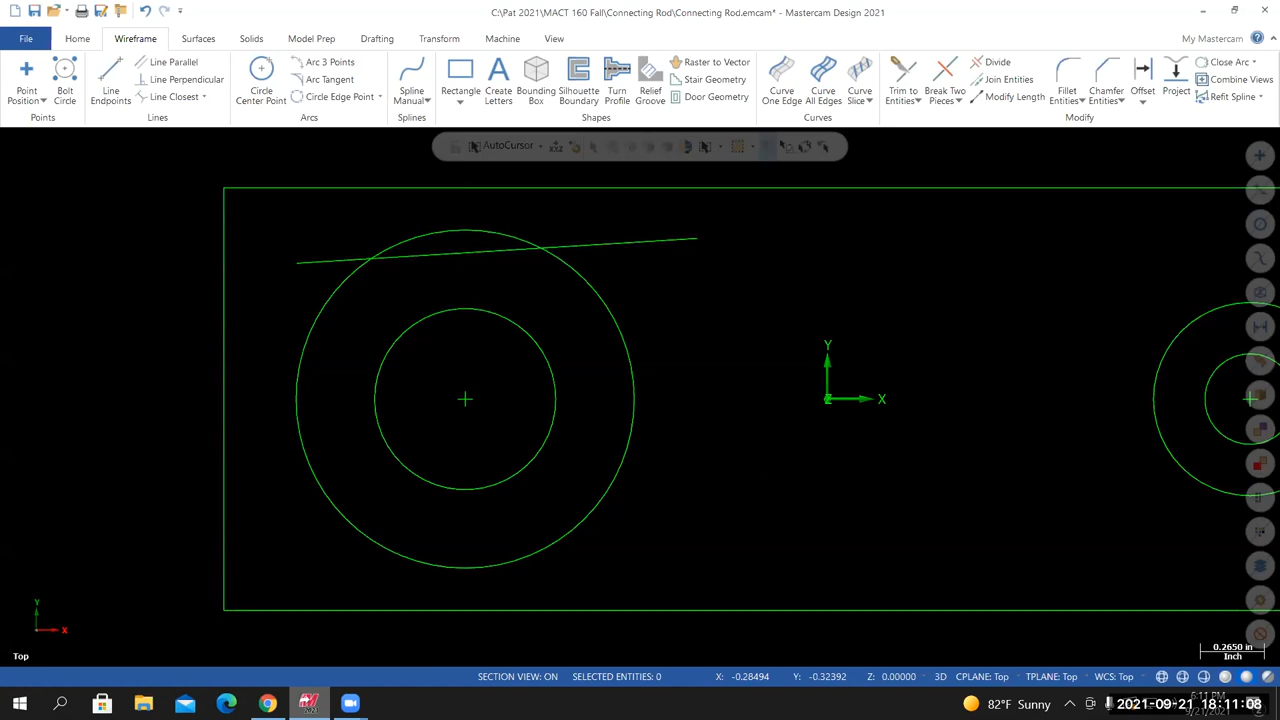 C:\Pat 2021\MACT 160 Fall\Connecting Rod\Connecting Rod.emcam* - Mastercam Design 2021
File Home Wireframe Surfaces Solids Model Prep Drafting Transform Machine View My Mastercam
Point Position
Bolt Circle
Points
Line Endpoints
Line Parallel
Line Perpendicular
Line Closest
Lines
Circle Center Point
Arc 3 Points
Arc Tangent
Circle Edge Point
Arcs
Spline Manual
Splines
Rectangle
Create Letters
Bounding Box
Silhouette Boundary
Turn Profile
Relief Groove
Raster to Vector
Stair Geometry
Door Geometry
Shapes
Curve One Edge
Curve All Edges
Curve Slice
Curves
Trim to Entities
Break Two Pieces
Divide
Join Entities
Modify Length
Fillet Entities
Chamfer Entities
Offset
Project
Close Arc
Combine Views
Refit Spline
Modify
AutoCursor
Y
Z
X
Y
X
Top
0.2650 in
Inch
SECTION VIEW: ON SELECTED ENTITIES: 0 X: -0.28494 Y: -0.32392 Z: 0.00000 3D CPLANE: Top TPLANE: Top WCS: Top
82°F Sunny
6:11 PM
2021-09-21 18:11:08